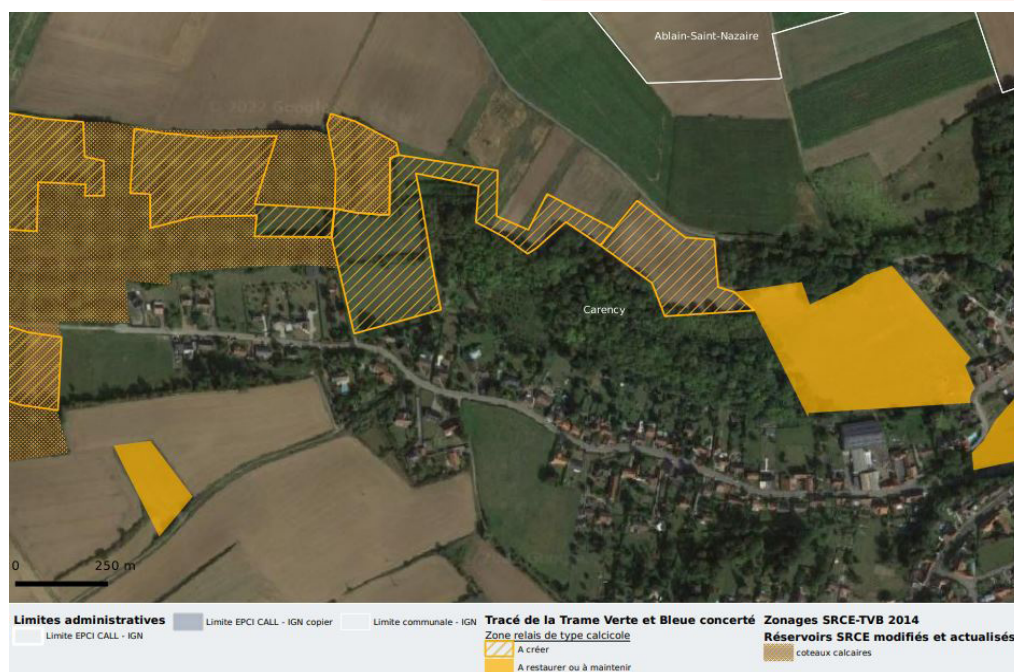 Ablain-Saint-Nazaire
© 2022 Google
Carency
0 250 m
Limites administratives
Limite EPCI CALL - IGN
Limite EPCI CALL - IGN copier
Limite communale - IGN
Tracé de la Trame Verte et Bleue concerté
Zone relais de type calcicole
A créer
A restaurer ou à maintenir
Zonages SRCE-TVB 2014
Réservoirs SRCE modifiés et actualisés
coteaux calcaires